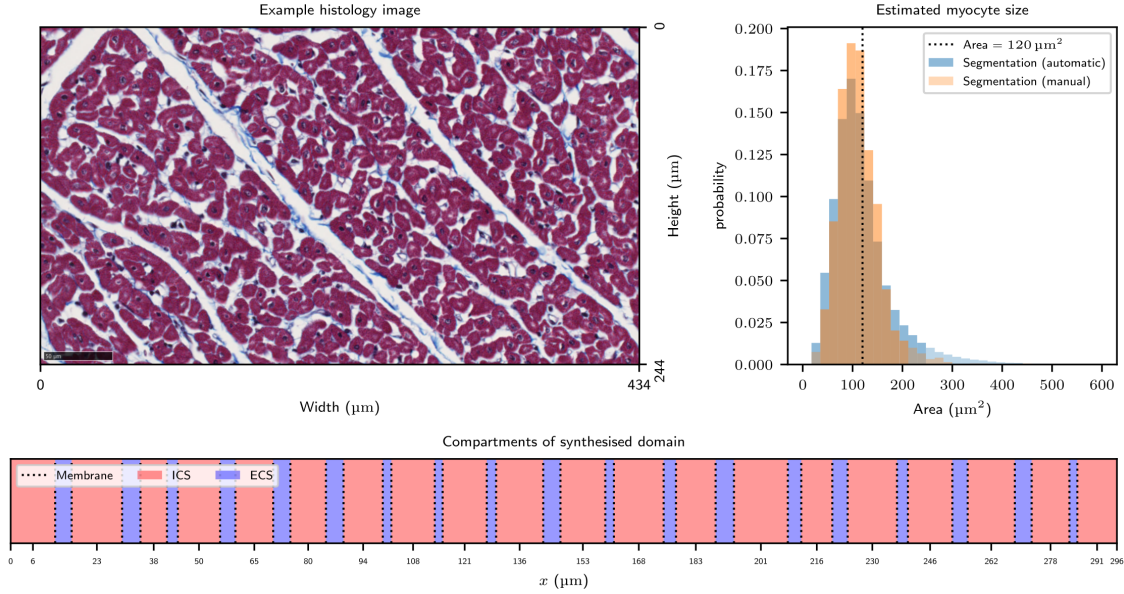 Example histology image
0
Height (µm)
244
50 µm
0
434
Width (µm)
Estimated myocyte size
Area = 120 µm²
Segmentation (automatic)
Segmentation (manual)
0.200
0.175
0.150
0.125
0.100
0.075
0.050
0.025
0.000
probability
0 100 200 300 400 500 600
Area (µm²)
Compartments of synthesised domain
Membrane ICS ECS
0 6 23 38 50 64 80 94 108 121 136 154 168 183 201 216 230 246 262 278 291 296
x (µm)